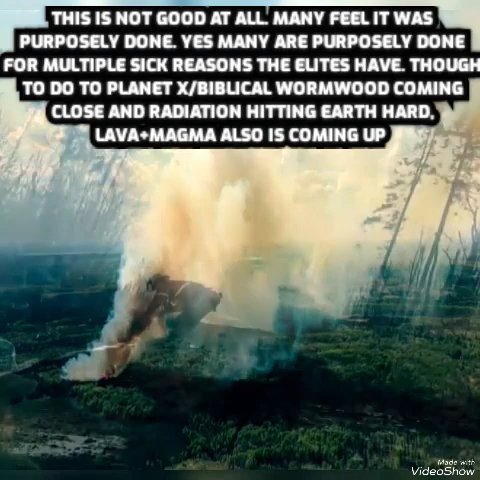 THIS IS NOT GOOD AT ALL. MANY FEEL IT WAS
PURPOSELY DONE. YES MANY ARE PURPOSELY DONE
FOR MULTIPLE SICK REASONS THE ELITES HAVE. THOUGH
TO DO TO PLANET X/BIBLICAL WORMWOOD COMING
CLOSE AND RADIATION HITTING EARTH HARD,
LAVA+MAGMA ALSO IS COMING UP
Made with
VideoShow